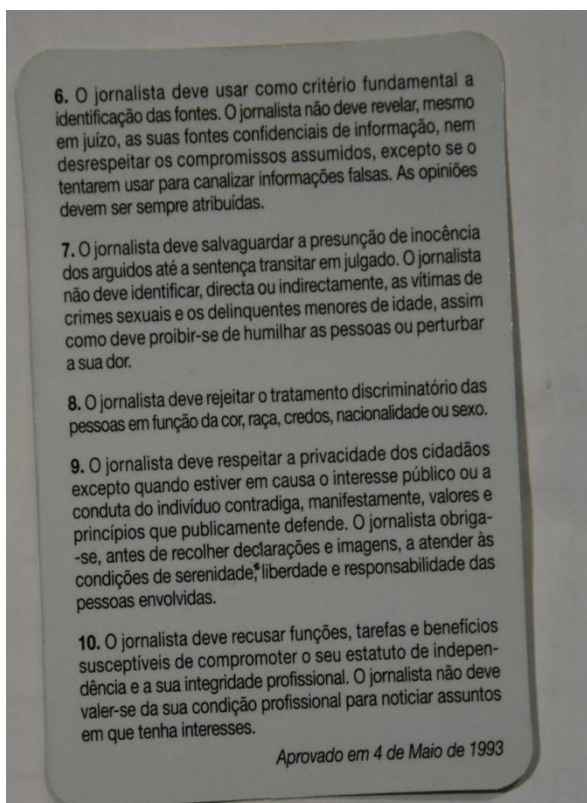 6. O jornalista deve usar como critério fundamental a
identificação das fontes. O jornalista não deve revelar, mesmo
em juízo, as suas fontes confidenciais de informação, nem
desrespeitar os compromissos assumidos, excepto se o
tentarem usar para canalizar informações falsas. As opiniões
devem ser sempre atribuídas.
7. O jornalista deve salvaguardar a presunção de inocência
dos arguidos até a sentença transitar em julgado. O jornalista
não deve identificar, directa ou indirectamente, as vítimas de
crimes sexuais e os delinquentes menores de idade, assim
como deve proibir-se de humilhar as pessoas ou perturbar
a sua dor.
8. O jornalista deve rejeitar o tratamento discriminatório das
pessoas em função da cor, raça, credos, nacionalidade ou sexo.
9. O jornalista deve respeitar a privacidade dos cidadãos
excepto quando estiver em causa o interesse público ou a
conduta do indivíduo contradiga, manifestamente, valores e
princípios que publicamente defende. O jornalista obriga-
-se, antes de recolher declarações e imagens, a atender às
condições de serenidade, liberdade e responsabilidade das
pessoas envolvidas.
10. O jornalista deve recusar funções, tarefas e benefícios
susceptíveis de compromoter o seu estatuto de indepen-
dência e a sua integridade profissional. O jornalista não deve
valer-se da sua condição profissional para noticiar assuntos
em que tenha interesses.
Aprovado em 4 de Maio de 1993